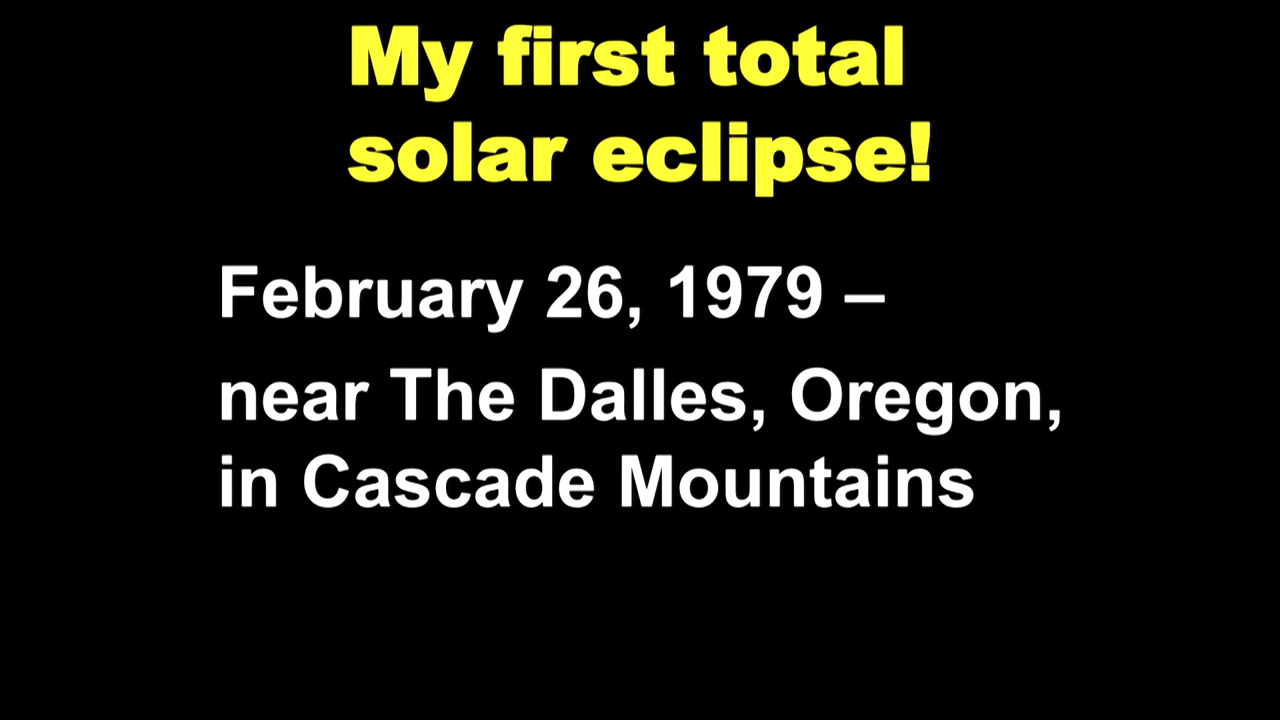 My first total
solar eclipse!
February 26, 1979 –
near The Dalles, Oregon,
in Cascade Mountains